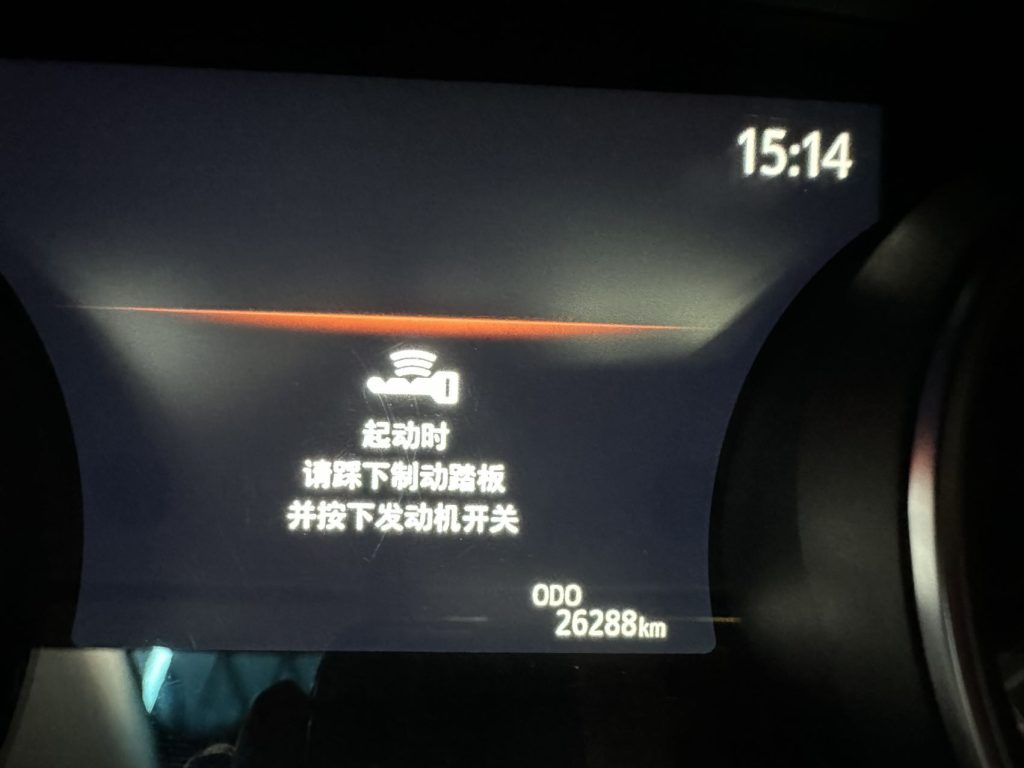 15:14
起动时
请踩下制动踏板
并按下发动机开关
ODO
26288km